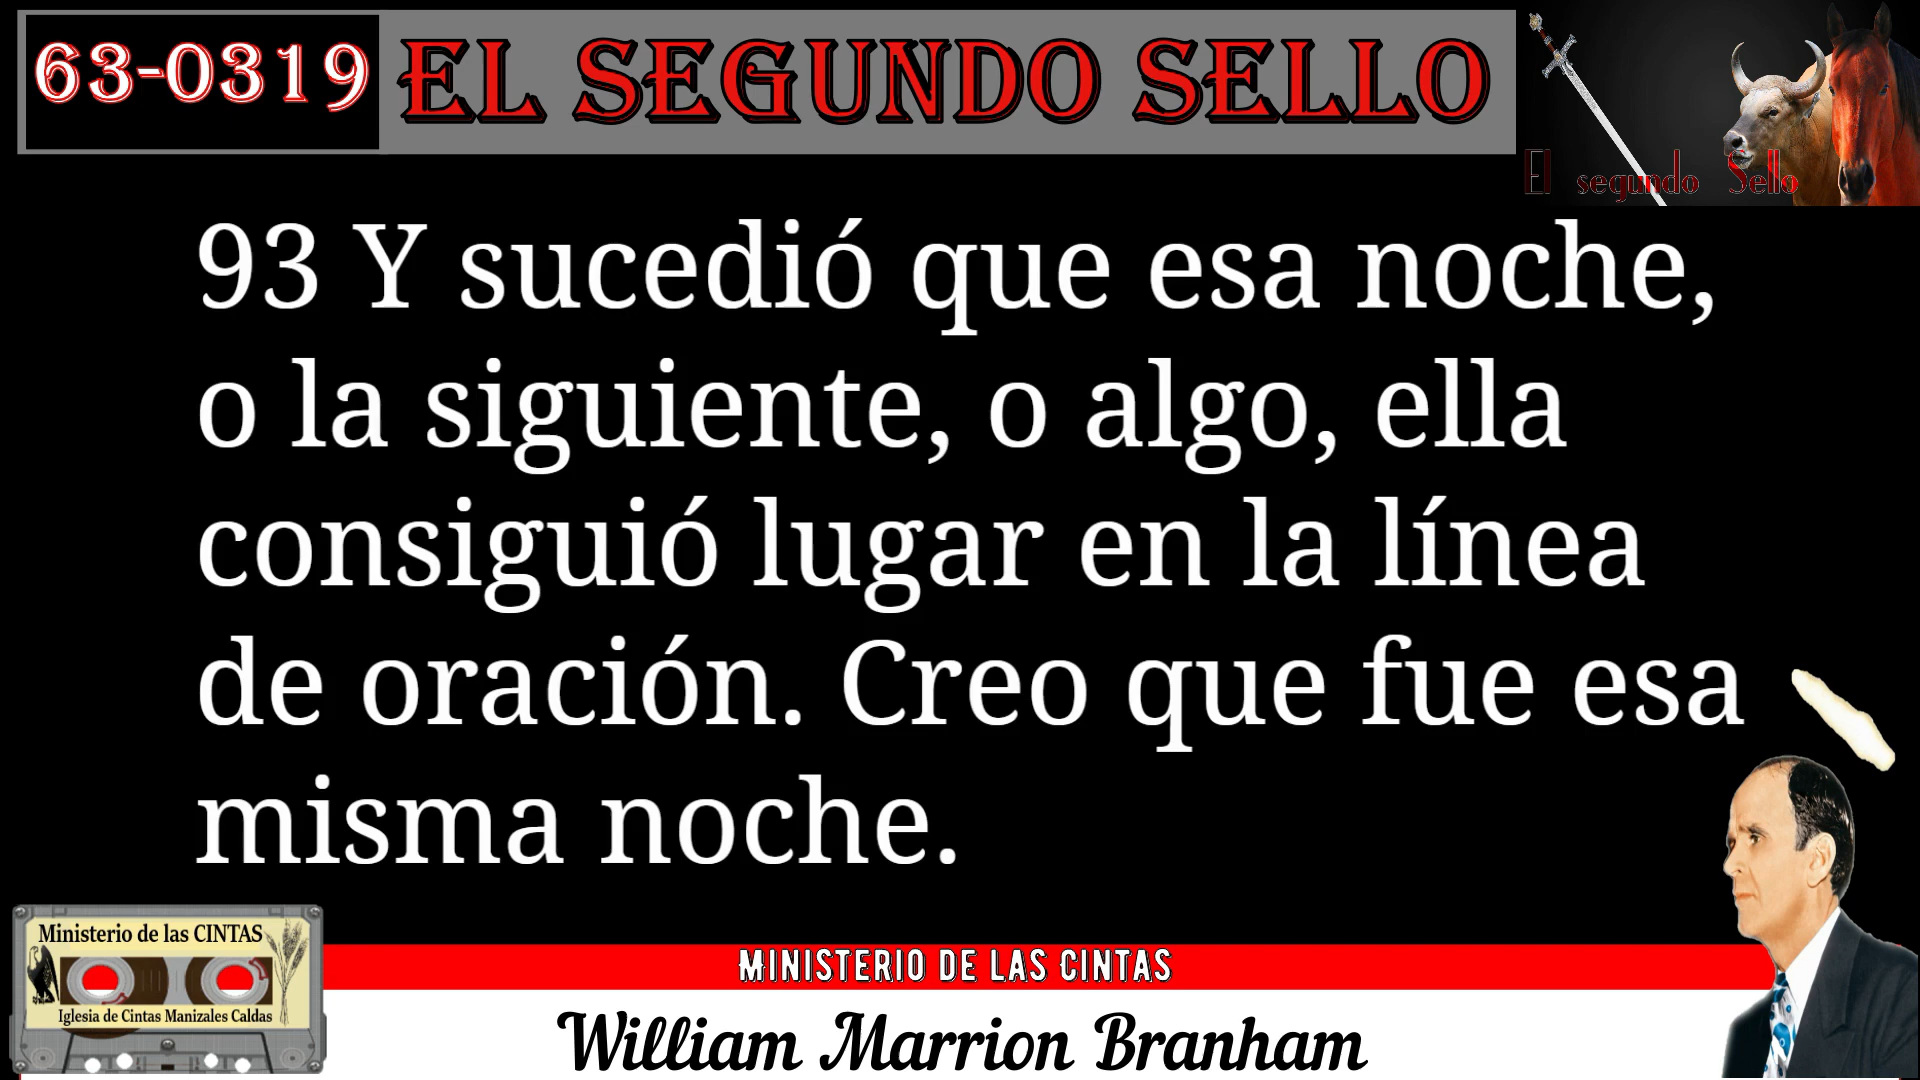 63-0319
EL SEGUNDO SELLO
El segundo Sello
93 Y sucedió que esa noche,
o la siguiente, o algo, ella
consiguió lugar en la línea
de oración. Creo que fue esa
misma noche.
Ministerio de las CINTAS
Iglesia de Cintas Manizales Caldas
MINISTERIO DE LAS CINTAS
William Marrion Branham